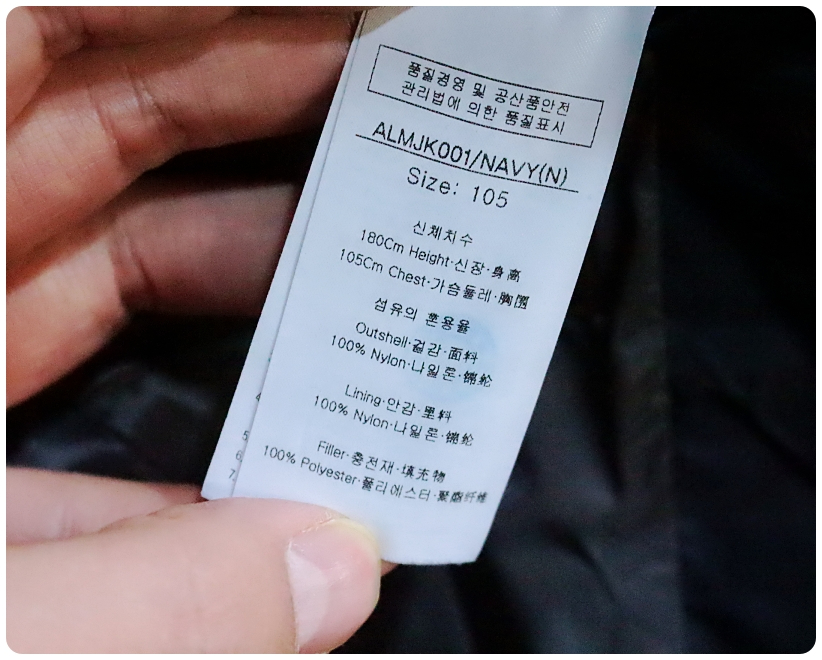 품질경영 및 공산품안전
관리법에 의한 품질표시
ALMJK001/NAVY(N)
Size: 105
신체치수
180Cm Height·신장·身高
105Cm Chest·가슴둘레·胸围
섬유의 혼용율
Outshell·겉감·面料
100% Nylon·나일론·锦纶
Lining·안감·里料
100% Nylon·나일론·锦纶
Filler·충전재·填充物
100% Polyester·폴리에스터·聚酯纤维
5
6
7.